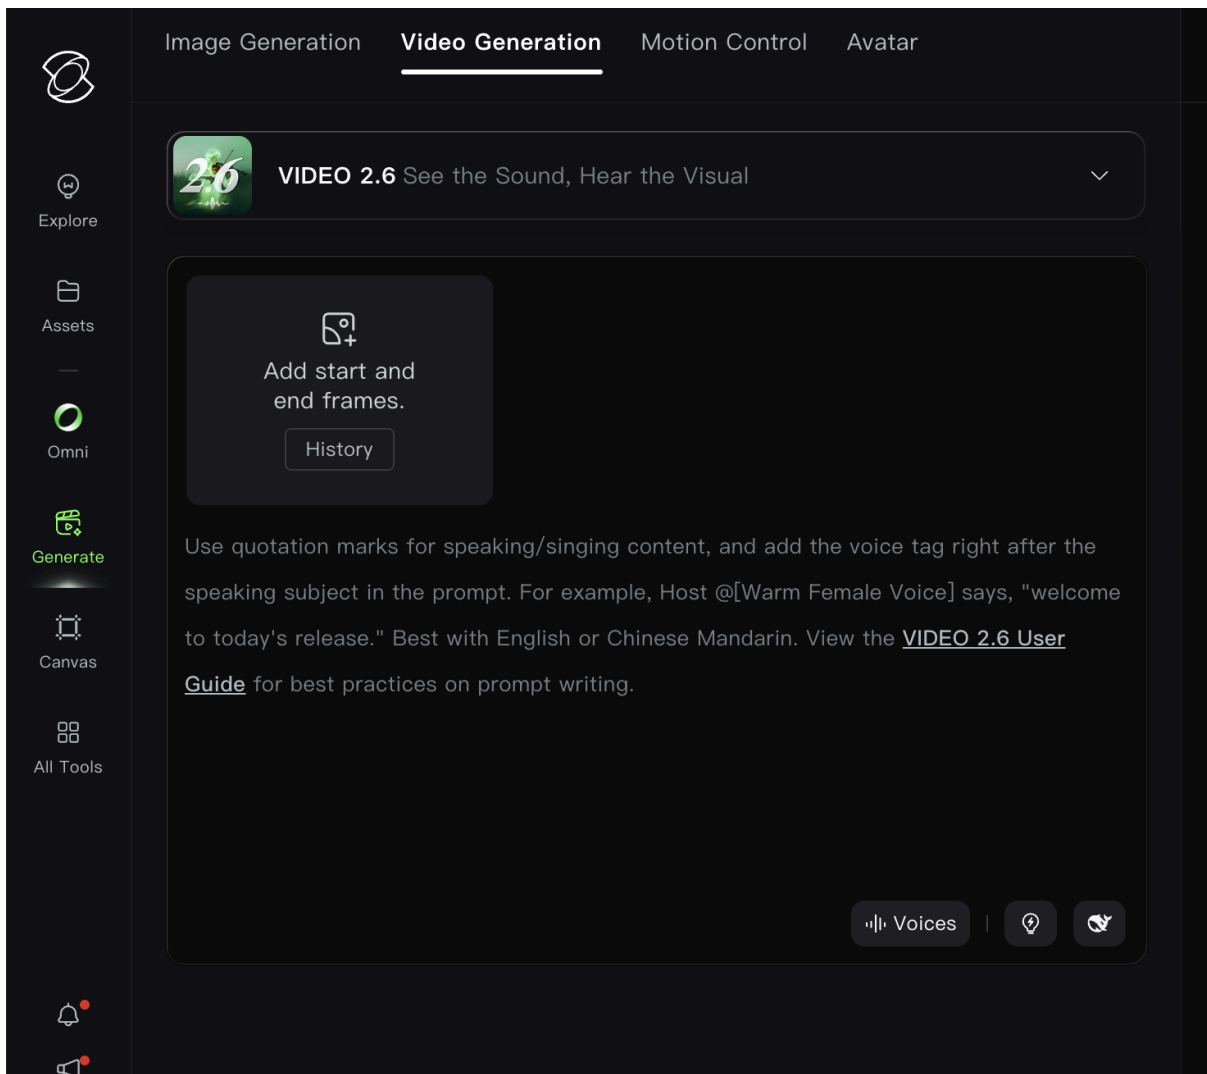 Image Generation Video Generation Motion Control Avatar
2.6
VIDEO 2.6 See the Sound, Hear the Visual
Explore
Assets
Omni
Generate
Canvas
All Tools
Add start and
end frames.
History
Use quotation marks for speaking/singing content, and add the voice tag right after the
speaking subject in the prompt. For example, Host @[Warm Female Voice] says, "welcome
to today's release." Best with English or Chinese Mandarin. View the VIDEO 2.6 User
Guide for best practices on prompt writing.
Voices